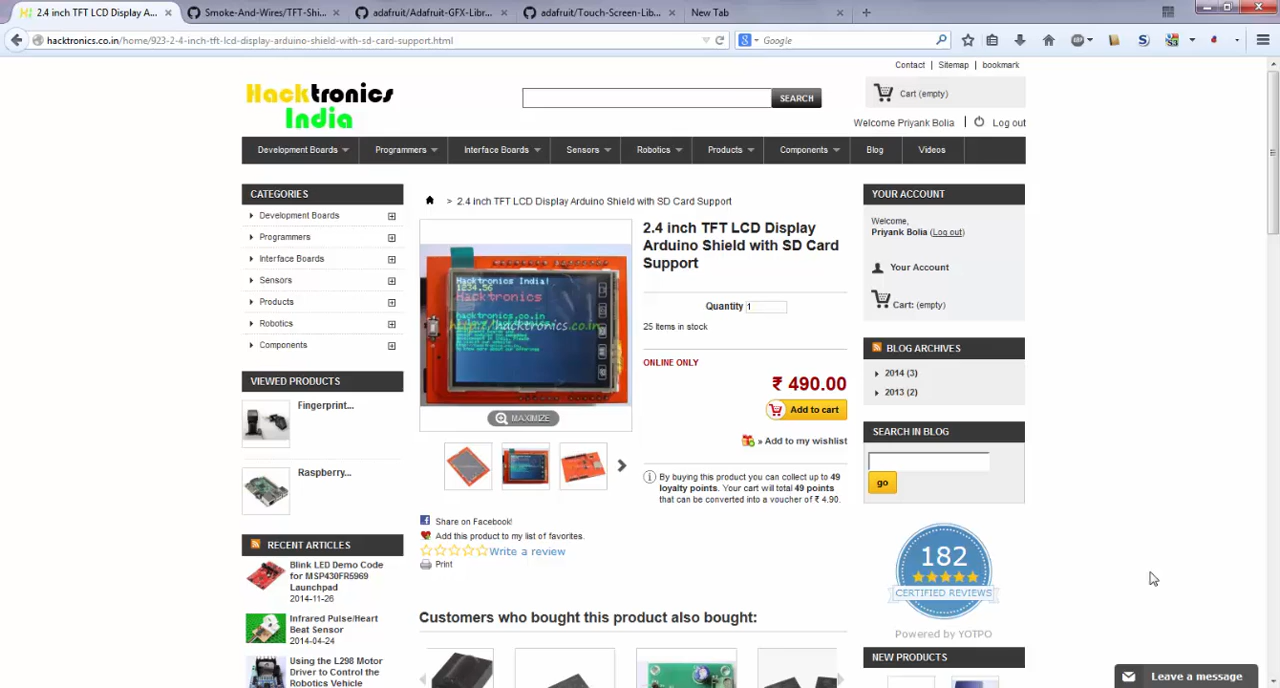 2.4 inch TFT LCD Display A...
Smoke-And-Wires/TFT-Shi...
adafruit/Adafruit-GFX-Libr...
adafruit/Touch-Screen-Lib...
New Tab
hacktronics.co.in/home/923-2-4-inch-tft-lcd-display-arduino-shield-with-sd-card-support.html
Google
Contact | Sitemap | bookmark
Hacktronics
India
SEARCH
Cart (empty)
Welcome Priyank Bolia | Log out
Development Boards
Programmers
Interface Boards
Sensors
Robotics
Products
Components
Blog
Videos
CATEGORIES
Development Boards
Programmers
Interface Boards
Sensors
Products
Robotics
Components
VIEWED PRODUCTS
Fingerprint...
Raspberry...
RECENT ARTICLES
Blink LED Demo Code
for MSP430FR5969
Launchpad
2014-11-26
Infrared Pulse/Heart
Beat Sensor
2014-04-24
Using the L298 Motor
Driver to Control the
Robotics Vehicle
> 2.4 inch TFT LCD Display Arduino Shield with SD Card Support
Hacktronics India!
1234.56
Hacktronics
hacktronics.co.in
http://hacktronics.co.in
MAXIMIZE
2.4 inch TFT LCD Display
Arduino Shield with SD Card
Support
Quantity 1
25 Items in stock
ONLINE ONLY
₹ 490.00
Add to cart
» Add to my wishlist
By buying this product you can collect up to 49
loyalty points. Your cart will total 49 points
that can be converted into a voucher of ₹ 4.90.
Share on Facebook!
Add this product to my list of favorites.
Write a review
Print
Customers who bought this product also bought:
YOUR ACCOUNT
Welcome,
Priyank Bolia (Log out)
Your Account
Cart: (empty)
BLOG ARCHIVES
2014 (3)
2013 (2)
SEARCH IN BLOG
go
182
CERTIFIED REVIEWS
Powered by YOTPO
NEW PRODUCTS
Leave a message